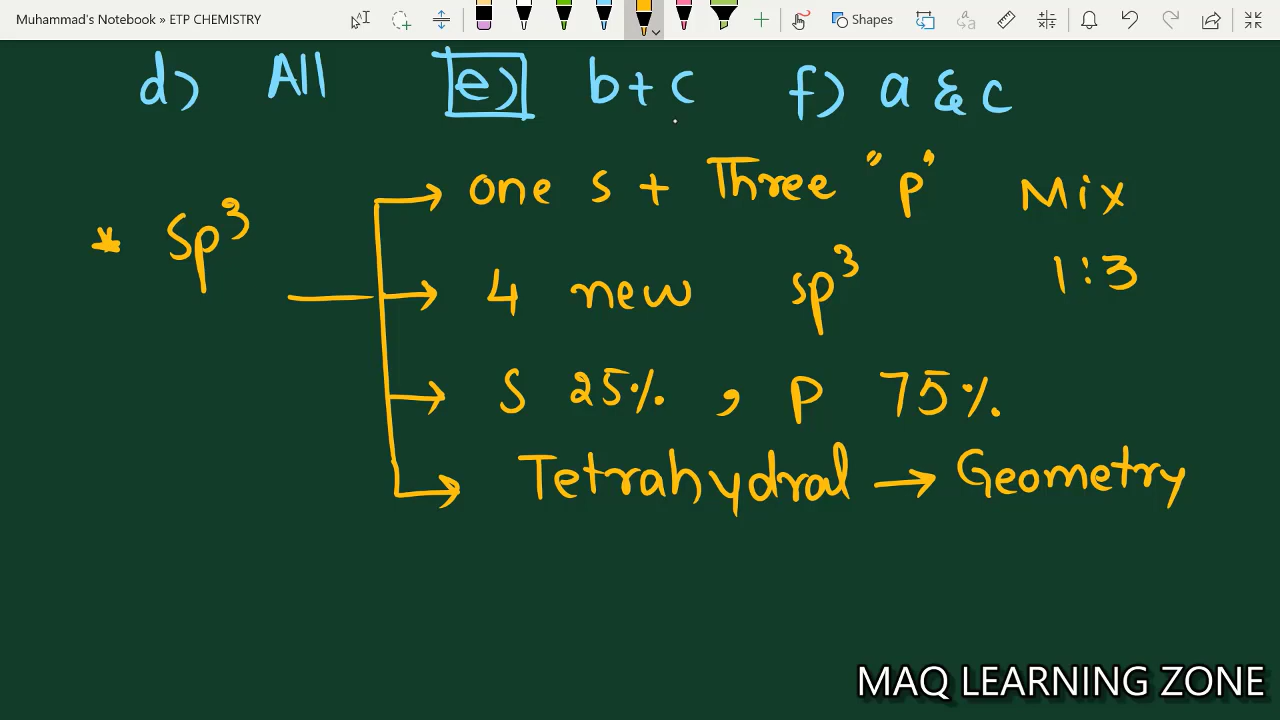 Muhammad's Notebook » ETP CHEMISTRY
Shapes
d) All e) b + c f) a & c
* Sp³ → one s + Three "p" Mix
→ 4 new sp³ 1:3
→ S 25%, P 75%
→ Tetrahydral → Geometry
MAQ LEARNING ZONE